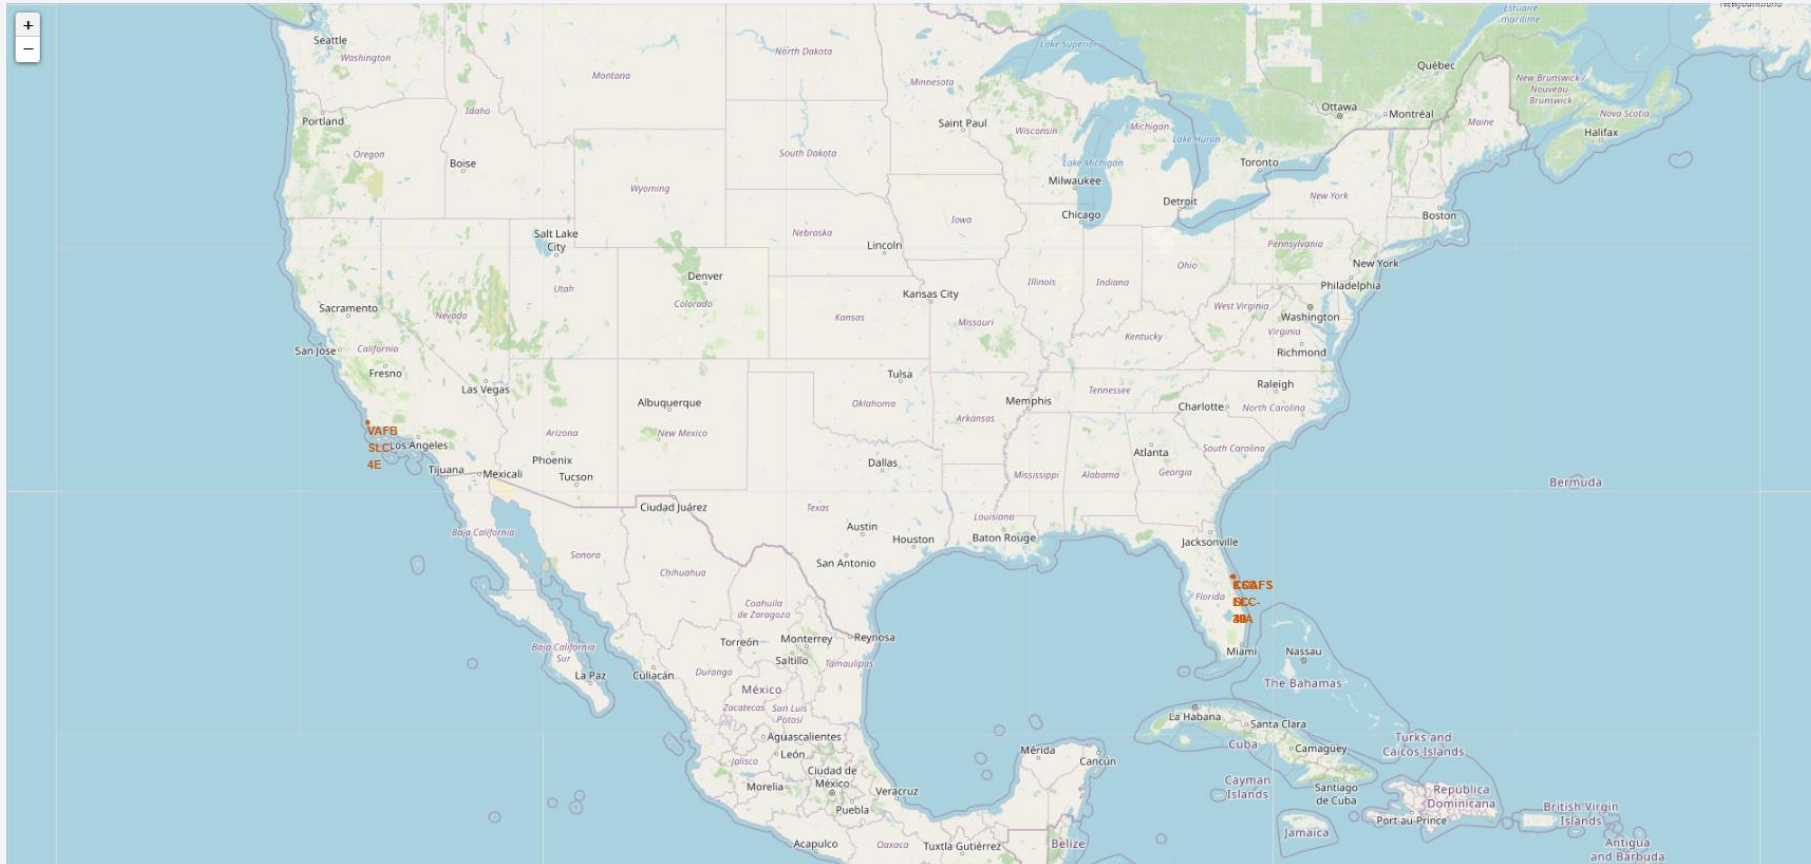 +
−
Newfoundland
Estuaire
maritime
Seattle
Washington
Montana
North Dakota
Minnesota
Lake Superior
Québec
New Brunswick /
Nouveau-
Brunswick
Nova Scotia
Halifax
Maine
Ottawa
Montréal
Portland
Idaho
Oregon
Boise
Saint Paul
Wisconsin
Michigan
Lake Huron
Lake Michigan
Toronto
South Dakota
Wyoming
Milwaukee
Chicago
Detroit
New York
Boston
Salt Lake
City
Nebraska
Iowa
Lincoln
Pennsylvania
New York
Philadelphia
Denver
Utah
Colorado
Illinois
Indiana
Ohio
Sacramento
Nevada
Kansas City
Kansas
Missouri
West Virginia
Washington
Virginia
Kentucky
Richmond
San Jose
California
Fresno
Las Vegas
Tulsa
Raleigh
Tennessee
Albuquerque
Oklahoma
Memphis
Charlotte
North Carolina
Arkansas
VAFB
SLC-
4E
Los Angeles
Arizona
New Mexico
South Carolina
Atlanta
Phoenix
Tucson
Tijuana
Mexicali
Dallas
Mississippi
Alabama
Georgia
Bermuda
Ciudad Juárez
Texas
Louisiana
Baja California
Austin
Houston
Baton Rouge
Jacksonville
Sonora
San Antonio
Chihuahua
Florida
Coahuila
de Zaragoza
Torreón
Monterrey
Reynosa
Saltillo
Tamaulipas
Miami
Nassau
Baja California
Sur
La Paz
Culiacán
Durango
México
The Bahamas
Zacatecas
San Luis
Potosí
La Habana
Santa Clara
Aguascalientes
León
Jalisco
Mérida
Cancún
Cuba
Camagüey
Turks and
Caicos Islands
Ciudad de
México
Morelia
Veracruz
Puebla
Cayman
Islands
Santiago
de Cuba
República
Dominicana
Port-au-Prince
British Virgin
Islands
Jamaica
Acapulco
Oaxaca
Tuxtla Gutiérrez
Belize
Antigua
and Barbuda